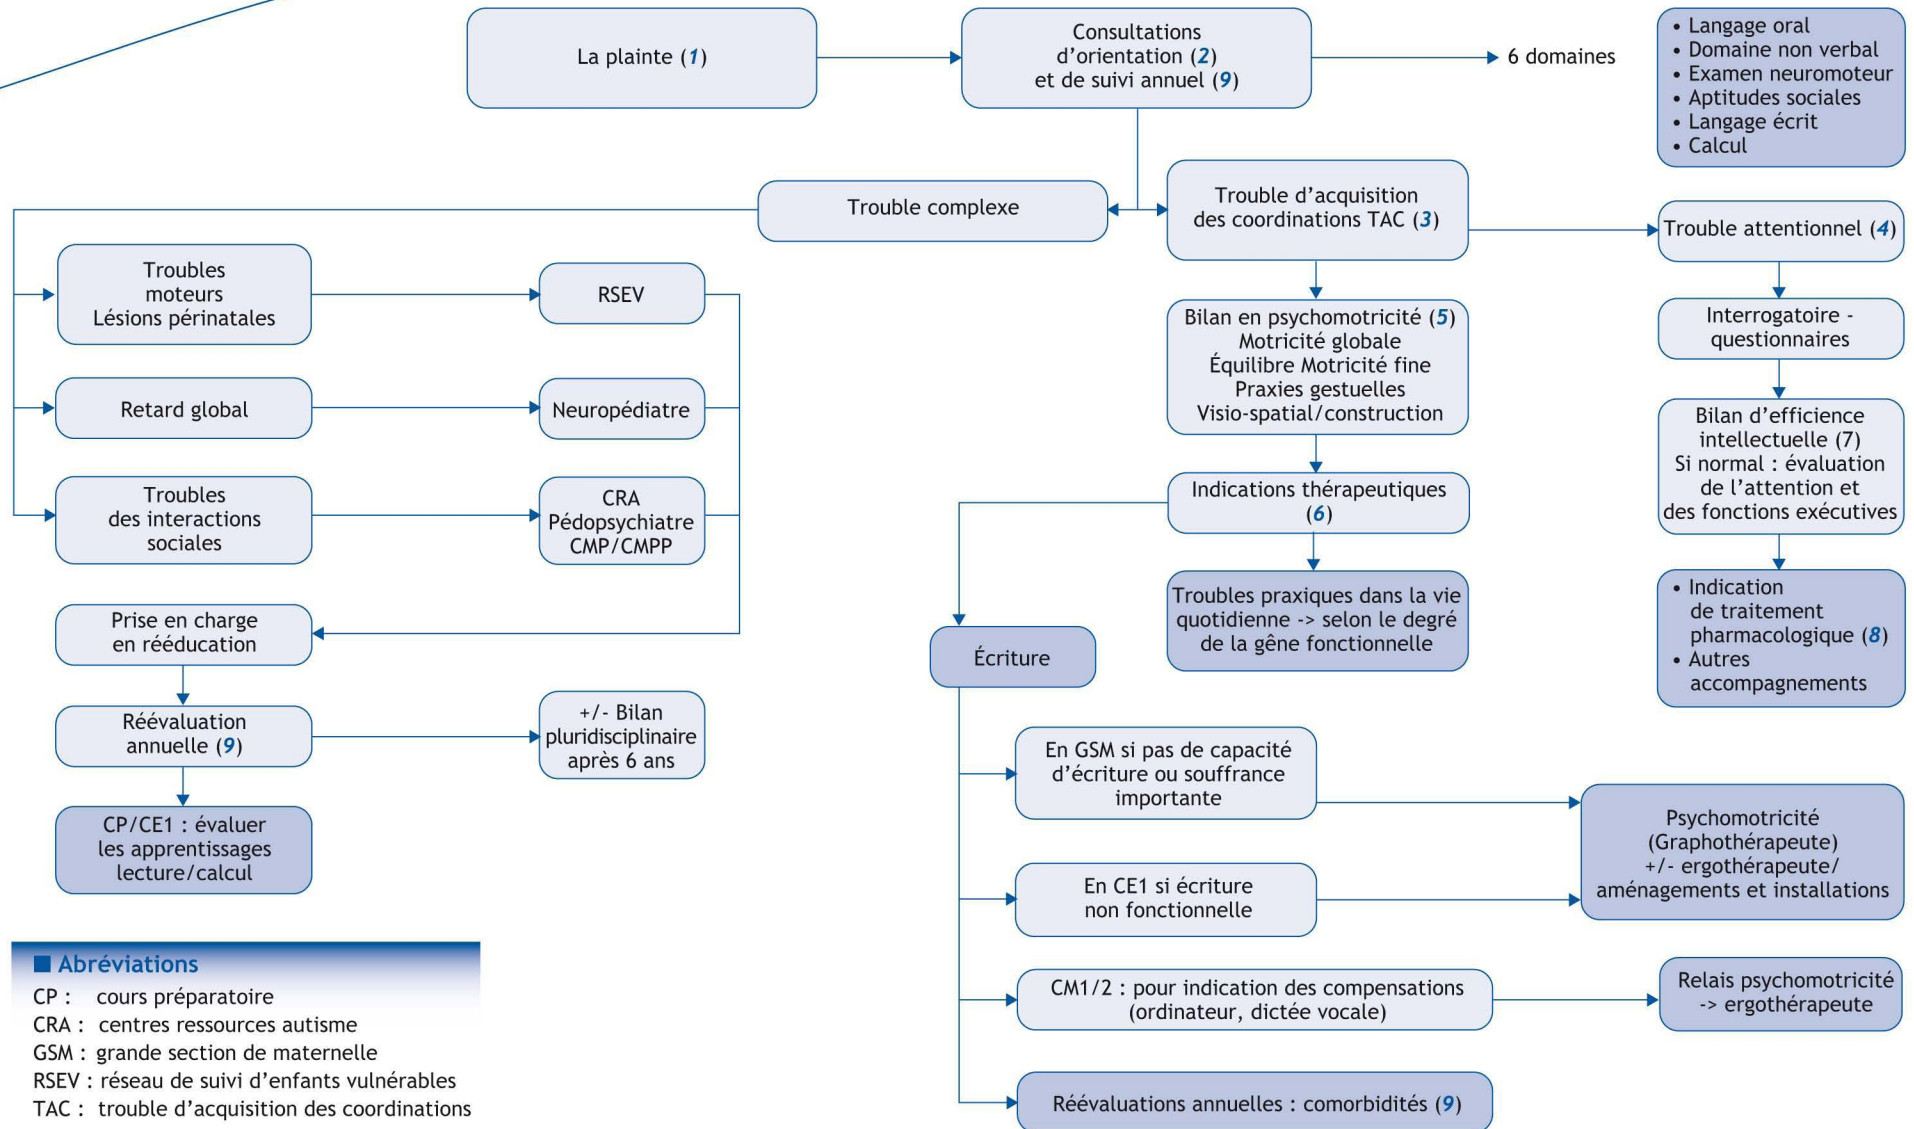 La plainte (1)
Consultations
d'orientation (2)
et de suivi annuel (9)
6 domaines
• Langage oral
• Domaine non verbal
• Examen neuromoteur
• Aptitudes sociales
• Langage écrit
• Calcul
Trouble complexe
Trouble d'acquisition
des coordinations TAC (3)
Trouble attentionnel (4)
Troubles
moteurs
Lésions périnatales
RSEV
Retard global
Neuropédiatre
Troubles
des interactions
sociales
CRA
Pédopsychiatre
CMP/CMPP
Prise en charge
en rééducation
Réévaluation
annuelle (9)
+/- Bilan
pluridisciplinaire
après 6 ans
CP/CE1 : évaluer
les apprentissages
lecture/calcul
Bilan en psychomotricité (5)
Motricité globale
Équilibre Motricité fine
Praxies gestuelles
Visio-spatial/construction
Indications thérapeutiques
(6)
Troubles praxiques dans la vie
quotidienne -> selon le degré
de la gêne fonctionnelle
Interrogatoire -
questionnaires
Bilan d'efficience
intellectuelle (7)
Si normal : évaluation
de l'attention et
des fonctions exécutives
• Indication
de traitement
pharmacologique (8)
• Autres
accompagnements
Écriture
En GSM si pas de capacité
d'écriture ou souffrance
importante
En CE1 si écriture
non fonctionnelle
Psychomotricité
(Graphothérapeute)
+/- ergothérapeute/
aménagements et installations
CM1/2 : pour indication des compensations
(ordinateur, dictée vocale)
Relais psychomotricité
-> ergothérapeute
Réévaluations annuelles : comorbidités (9)
■ Abréviations
CP : cours préparatoire
CRA : centres ressources autisme
GSM : grande section de maternelle
RSEV : réseau de suivi d'enfants vulnérables
TAC : trouble d'acquisition des coordinations